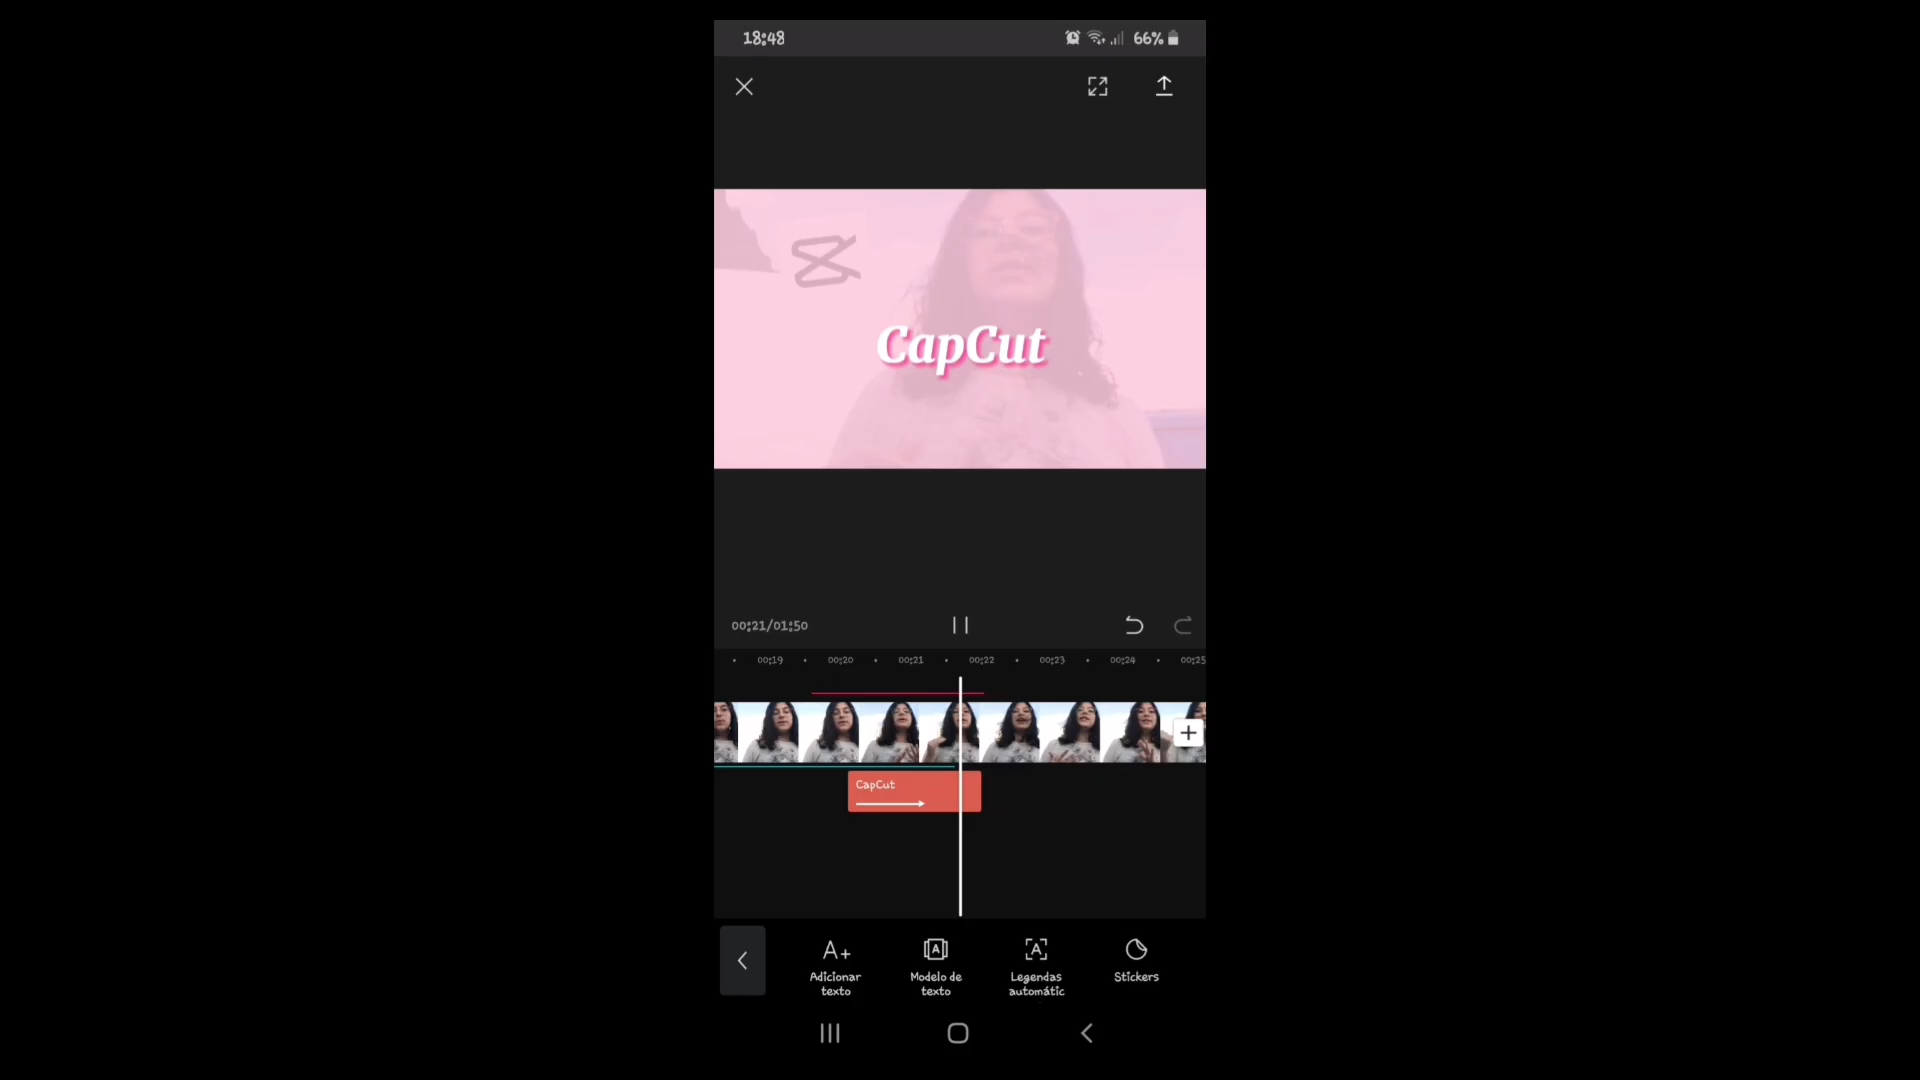 18:48
66%
CapCut
00:21/01:50
00:19 00:20 00:21 00:22 00:23 00:24 00:25
CapCut
Adicionar
texto
Modelo de
texto
Legendas
automátic
Stickers